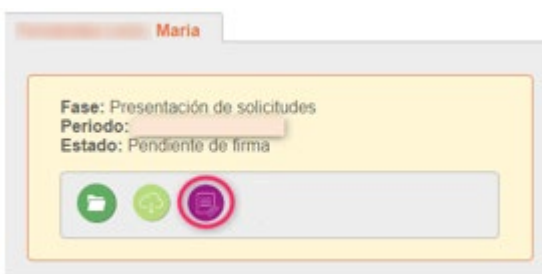 Maria
Fase: Presentación de solicitudes
Periodo:
Estado: Pendiente de firma